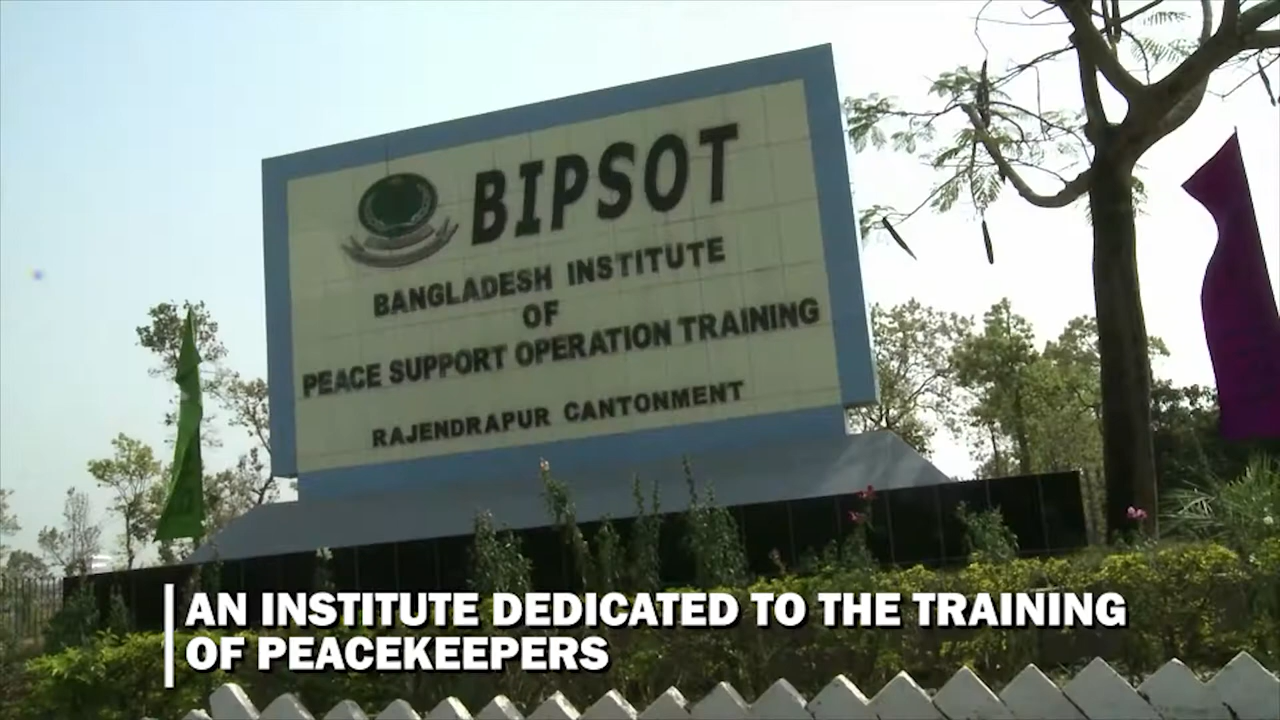 BIPSOT
BANGLADESH INSTITUTE
OF
PEACE SUPPORT OPERATION TRAINING
RAJENDRAPUR CANTONMENT
AN INSTITUTE DEDICATED TO THE TRAINING
OF PEACEKEEPERS